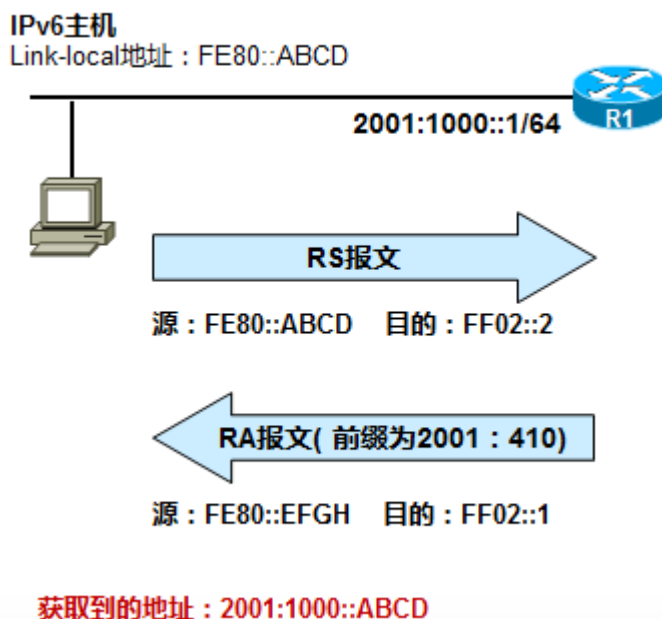 IPv6主机
Link-local地址：FE80::ABCD
2001:1000::1/64
R1
RS报文
源：FE80::ABCD 目的：FF02::2
RA报文( 前缀为2001：410)
源：FE80::EFGH 目的：FF02::1
获取到的地址：2001:1000::ABCD